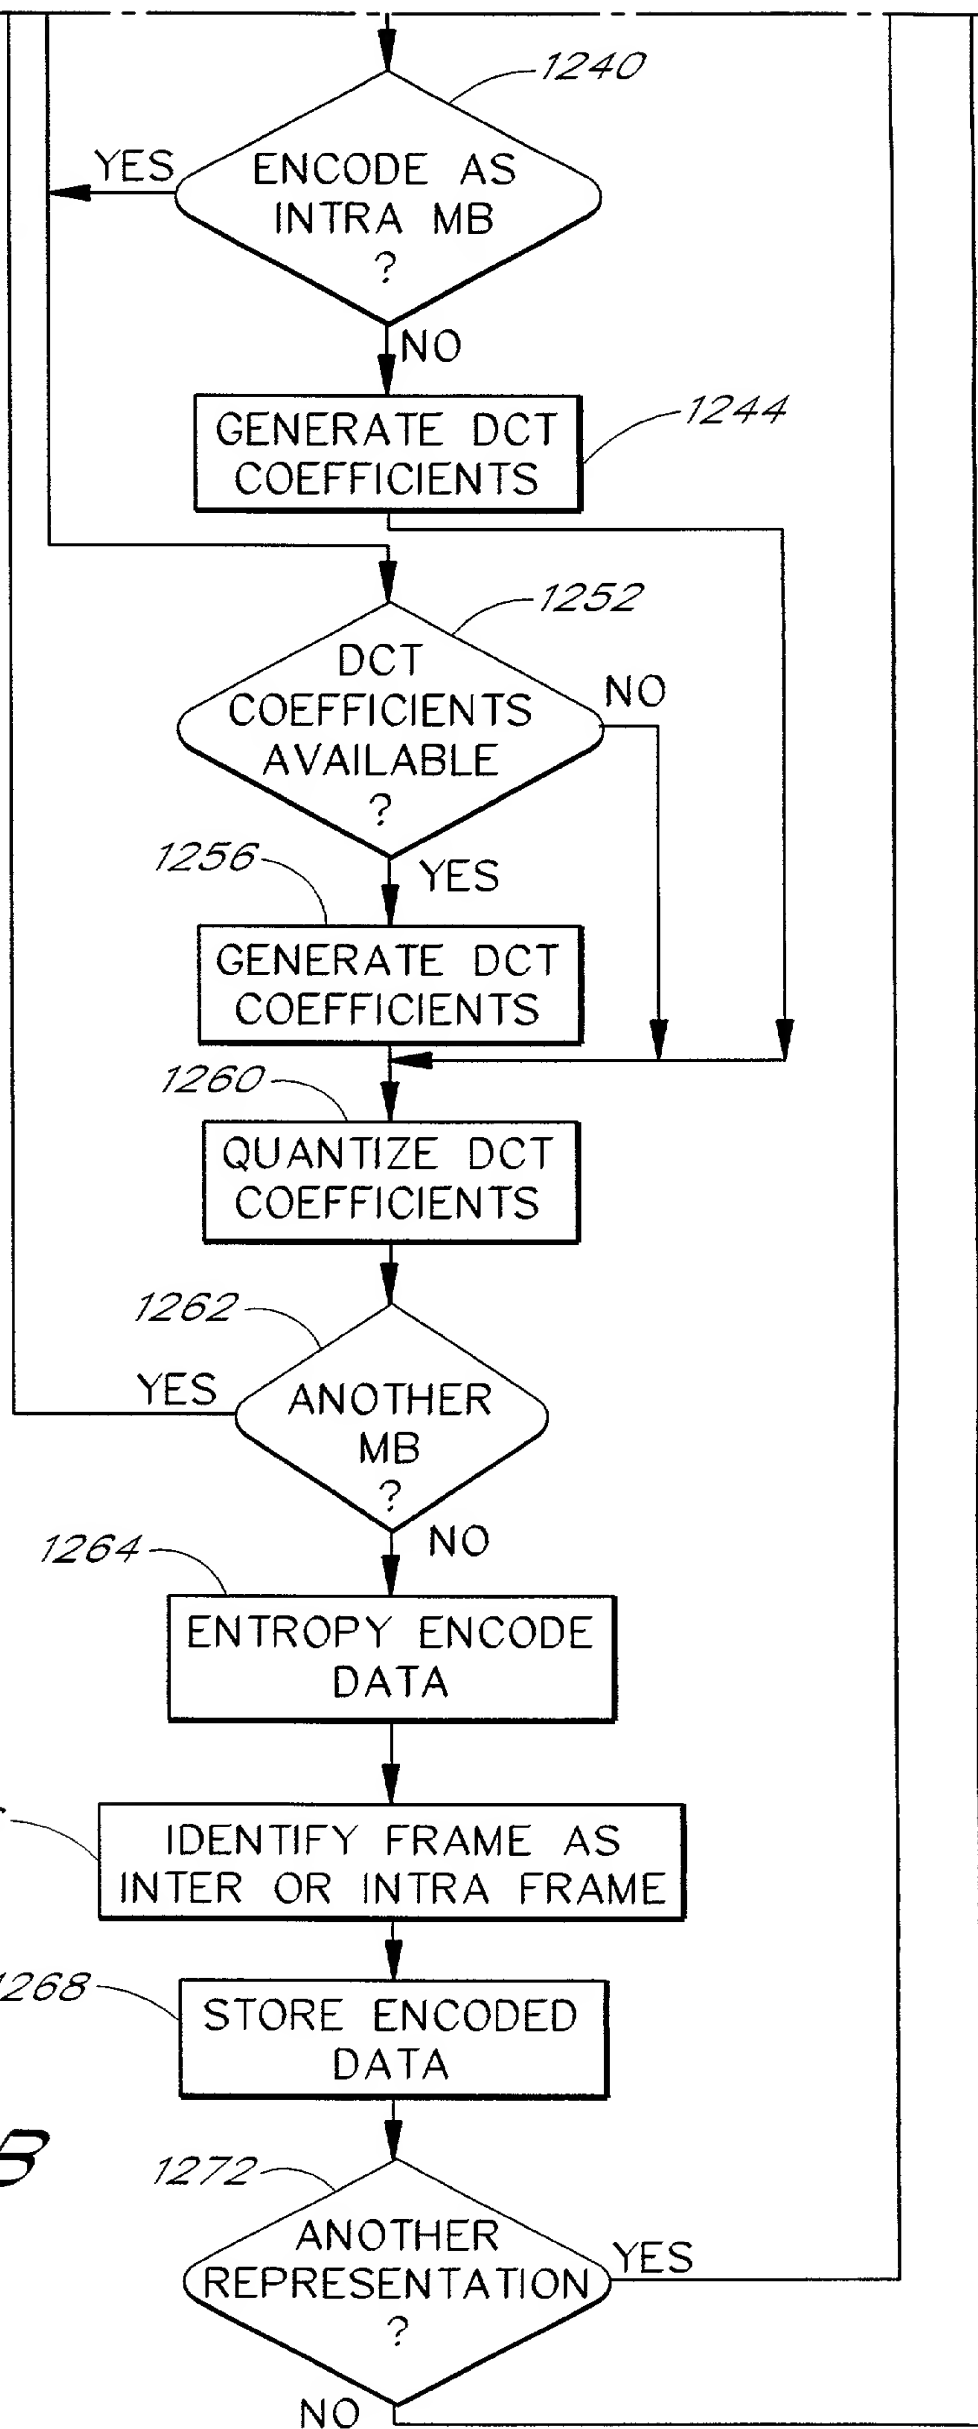 1240
YES
ENCODE AS
INTRA MB
?
NO
1244
GENERATE DCT
COEFFICIENTS
1252
DCT
COEFFICIENTS
AVAILABLE
?
NO
1256
YES
GENERATE DCT
COEFFICIENTS
1260
QUANTIZE DCT
COEFFICIENTS
1262
YES
ANOTHER
MB
?
NO
1264
ENTROPY ENCODE
DATA
IDENTIFY FRAME AS
INTER OR INTRA FRAME
1268
STORE ENCODED
DATA
B
1272
ANOTHER
REPRESENTATION
?
YES
NO